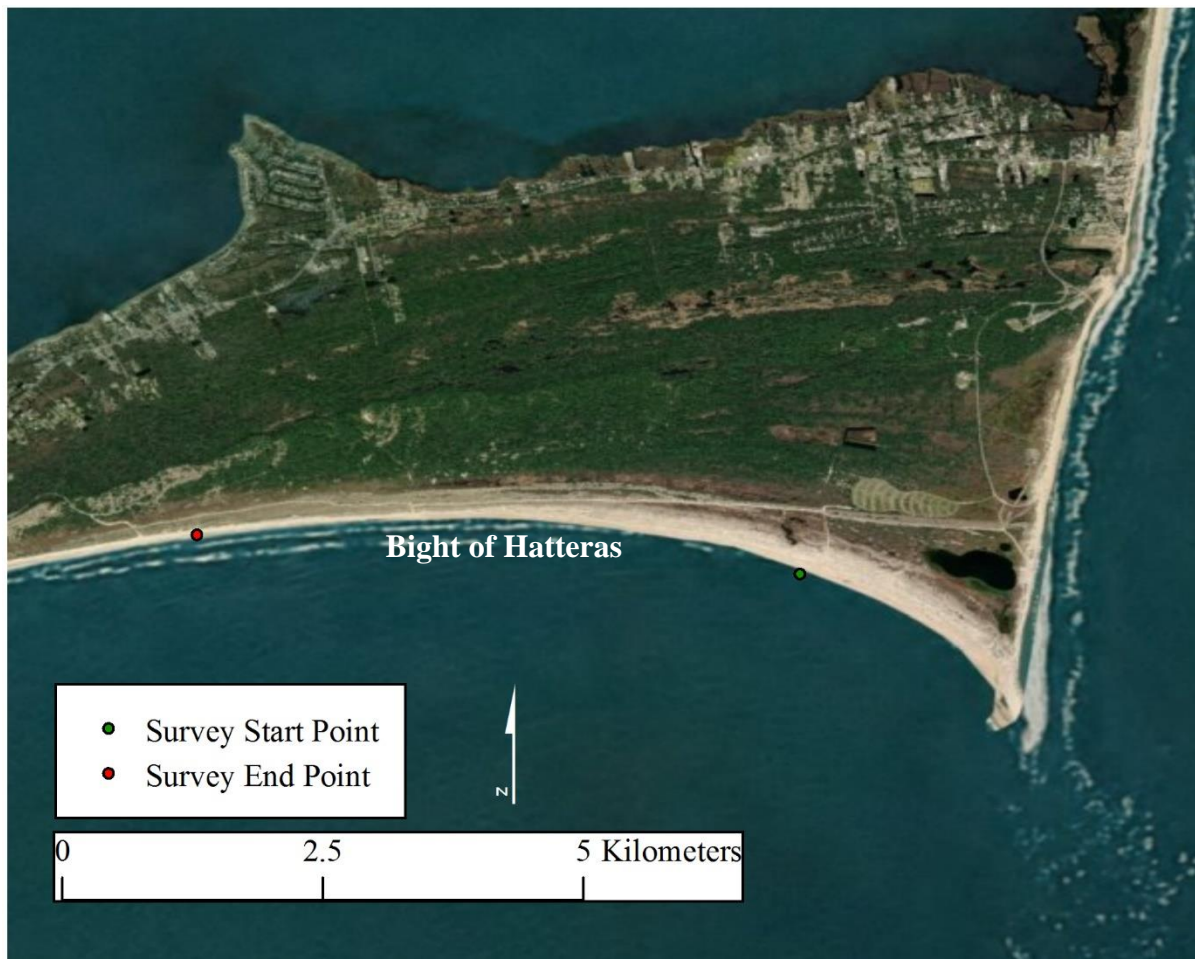 Bight of Hatteras
Survey Start Point
Survey End Point
N
0 2.5 5 Kilometers